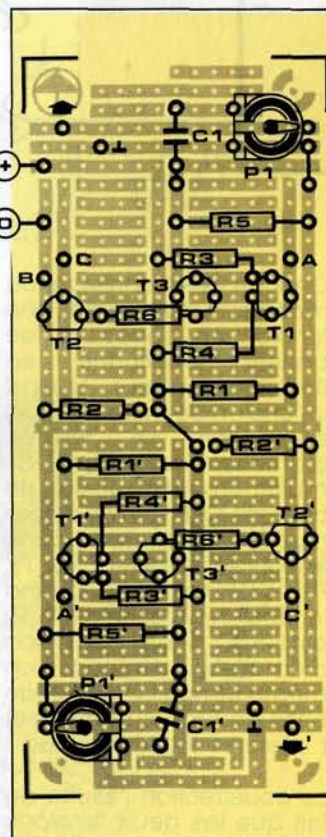 C1
P1
+
R5
0
C
R3
A
B
T3
R6
T2
T1
R4
R1
R2
R2'
R1'
R4'
T1'
R6'
T2'
T3'
R3'
A'
C'
R5'
P1'
C1'